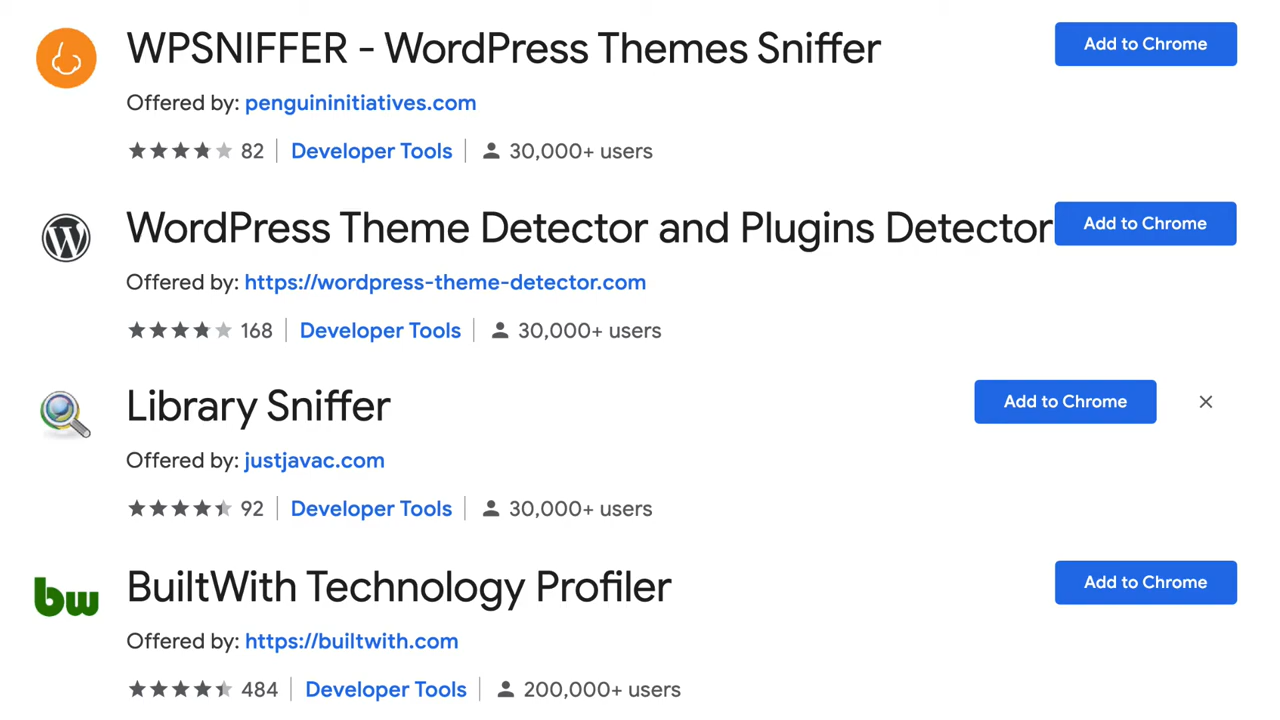 WPSNIFFER - WordPress Themes Sniffer
Add to Chrome
Offered by: penguininitiatives.com
82 | Developer Tools | 30,000+ users
WordPress Theme Detector and Plugins Detector
Add to Chrome
Offered by: https://wordpress-theme-detector.com
168 | Developer Tools | 30,000+ users
Library Sniffer
Add to Chrome
Offered by: justjavac.com
92 | Developer Tools | 30,000+ users
bw
BuiltWith Technology Profiler
Add to Chrome
Offered by: https://builtwith.com
484 | Developer Tools | 200,000+ users